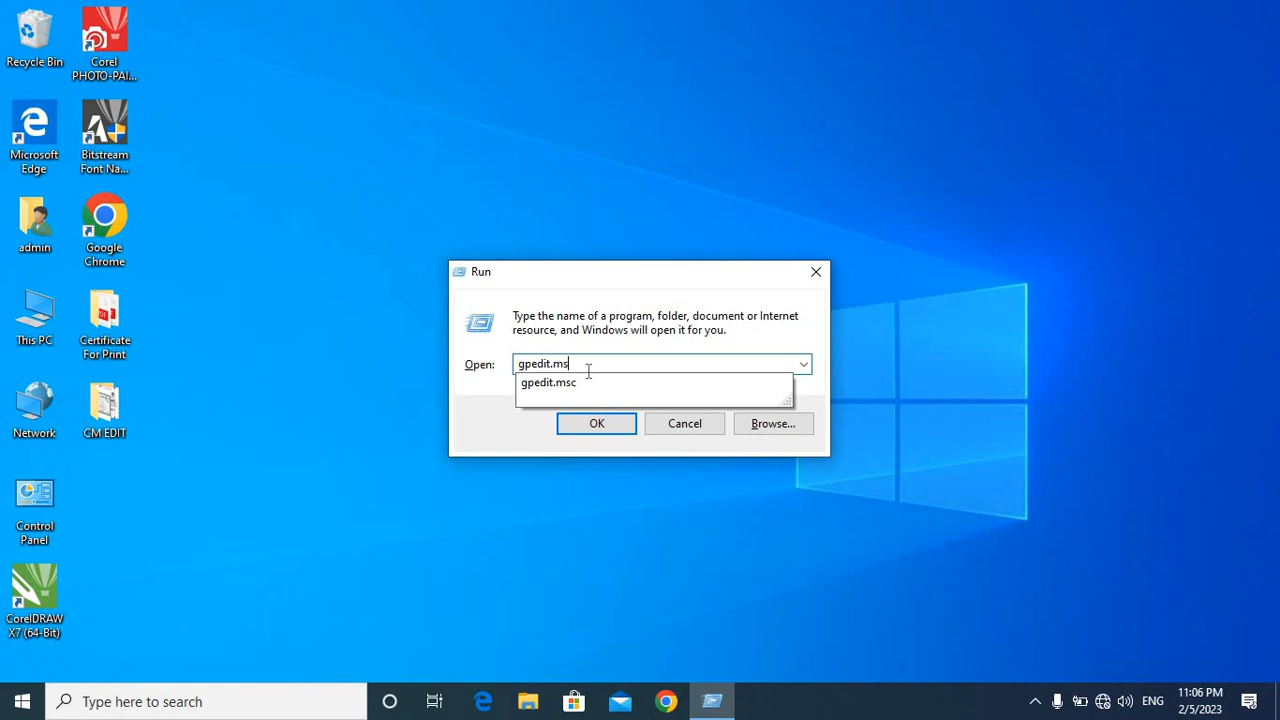 Recycle Bin
Corel
PHOTO-PAI...
Microsoft
Edge
Bitstream
Font Na...
admin
Google
Chrome
This PC
Certificate
For Print
Network
CM EDIT
Control
Panel
CorelDRAW
X7 (64-Bit)
Run
Type the name of a program, folder, document or Internet
resource, and Windows will open it for you.
Open:
gpedit.ms
gpedit.msc
OK
Cancel
Browse...
Type here to search
ENG
11:06 PM
2/5/2023